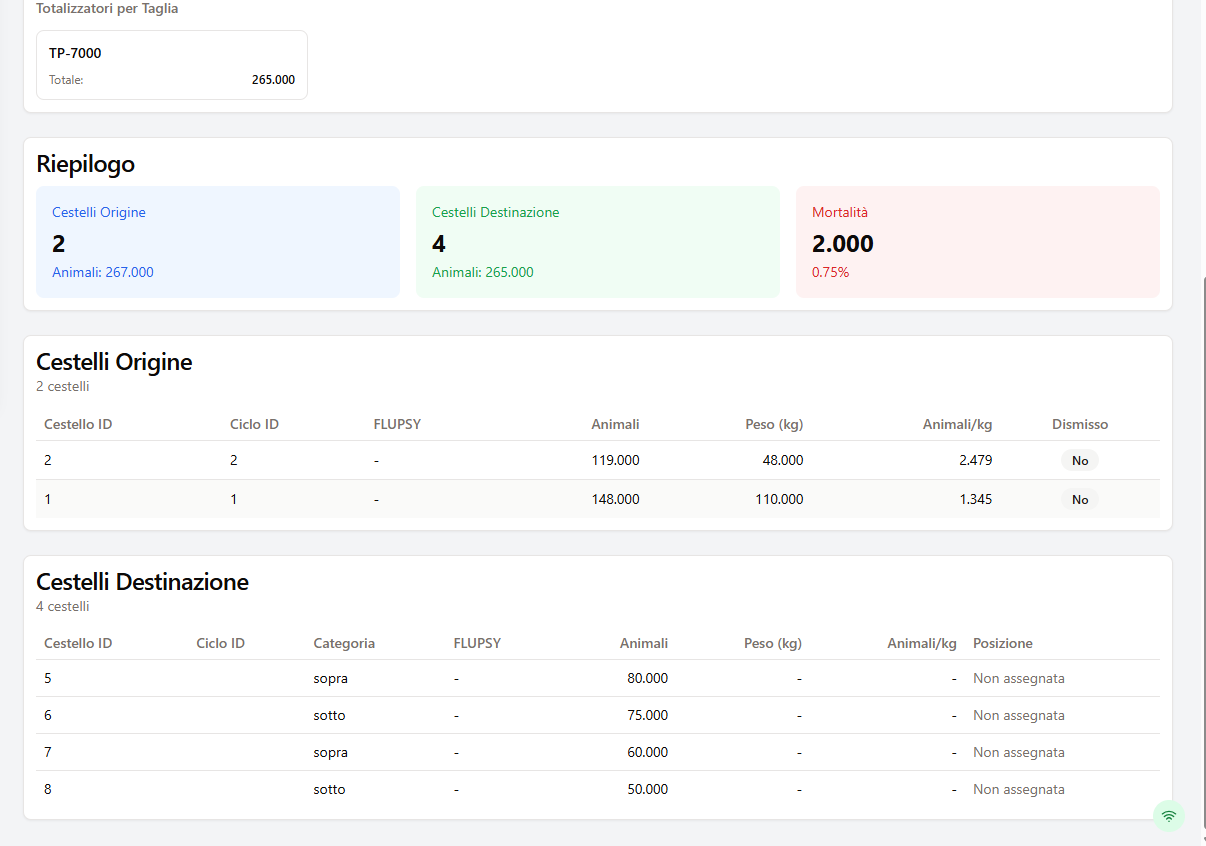 Totalizzatori per Taglia
TP-7000
Totale: 265.000
Riepilogo
Cestelli Origine
2
Animali: 267.000
Cestelli Destinazione
4
Animali: 265.000
Mortalità
2.000
0.75%
Cestelli Origine
2 cestelli
Cestello ID Ciclo ID FLUPSY Animali Peso (kg) Animali/kg Dismisso
2 2 - 119.000 48.000 2.479 No
1 1 - 148.000 110.000 1.345 No
Cestelli Destinazione
4 cestelli
Cestello ID Ciclo ID Categoria FLUPSY Animali Peso (kg) Animali/kg Posizione
5 sopra - 80.000 - - Non assegnata
6 sotto - 75.000 - - Non assegnata
7 sopra - 60.000 - - Non assegnata
8 sotto - 50.000 - - Non assegnata